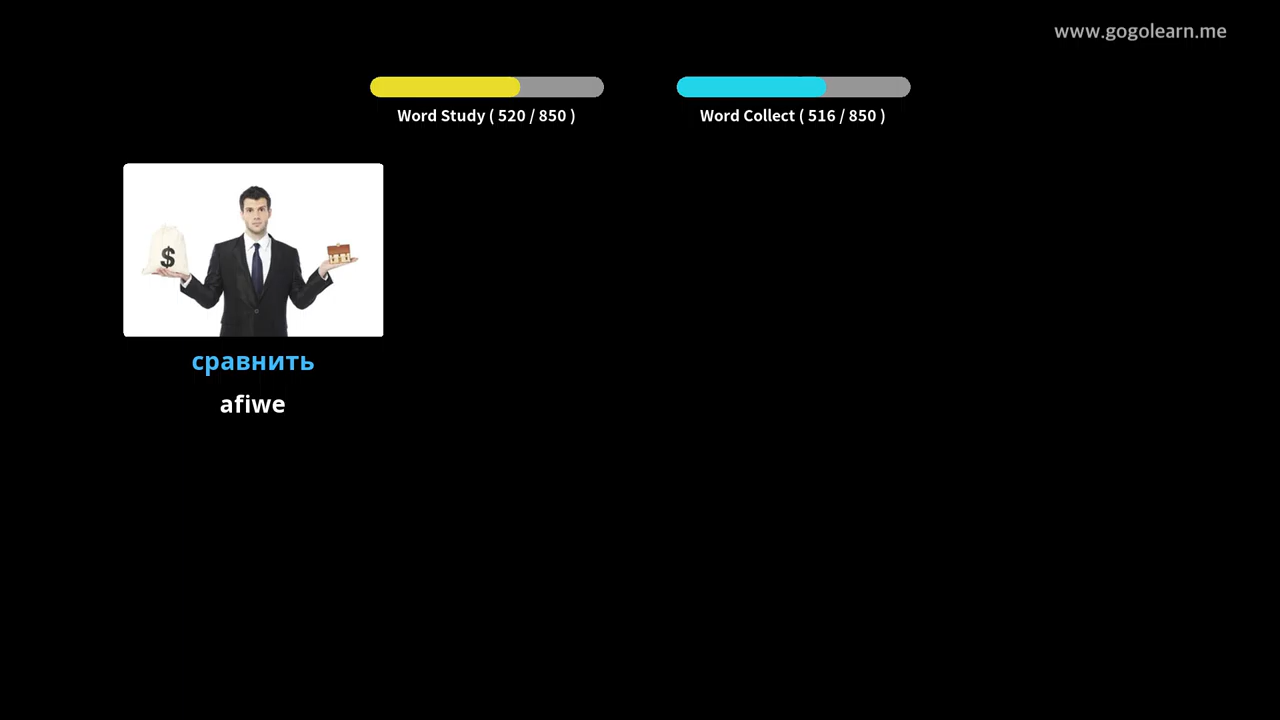 www.gogolearn.me
Word Study ( 520 / 850 )
Word Collect ( 516 / 850 )
$
сравнить
afiwe